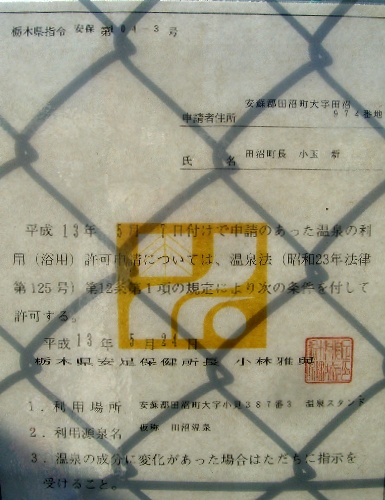 栃木県指令 安保 第104-3 号
安蘇郡田沼町大字田沼
974番地
申請者住所
氏 名 田沼町長 小玉
平成13年 5月 7日付けで申請のあった温泉の利
用(浴用)許可申請については、温泉法(昭和23年法律
第125号)第12条第1項の規定により次の条件を付して
許可する。
平成13年 5月24日
栃木県安足保健所長 小林雅與
1.利用場所 安蘇郡田沼町大字小見387番3 温泉スタンド
2.利用源泉名 仮称 田沼温泉
3.温泉の成分に変化があった場合はただちに指示を
受けること。